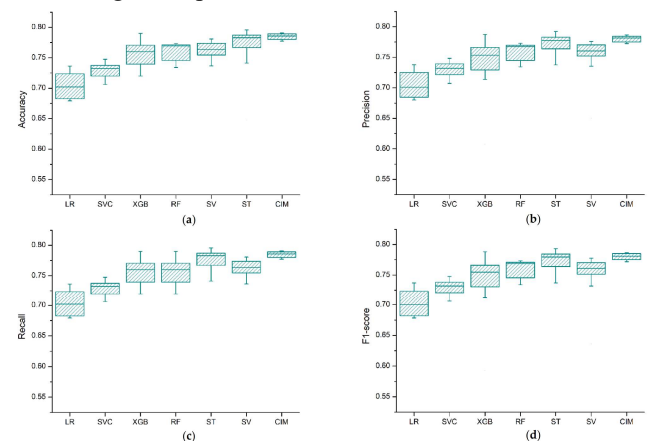 0.80
0.75
0.70
0.65
0.60
0.55
Accuracy
LR SVC XGB RF SV ST CIM
(a)
0.80
0.75
0.70
0.65
0.60
0.55
Precision
LR SVC XGB RF ST SV CIM
(b)
0.80
0.75
0.70
0.65
0.60
0.55
Recall
LR SVC XGB RF ST SV CIM
(c)
0.80
0.75
0.70
0.65
0.60
0.55
F1-score
LR SVC XGB RF ST SV CIM
(d)